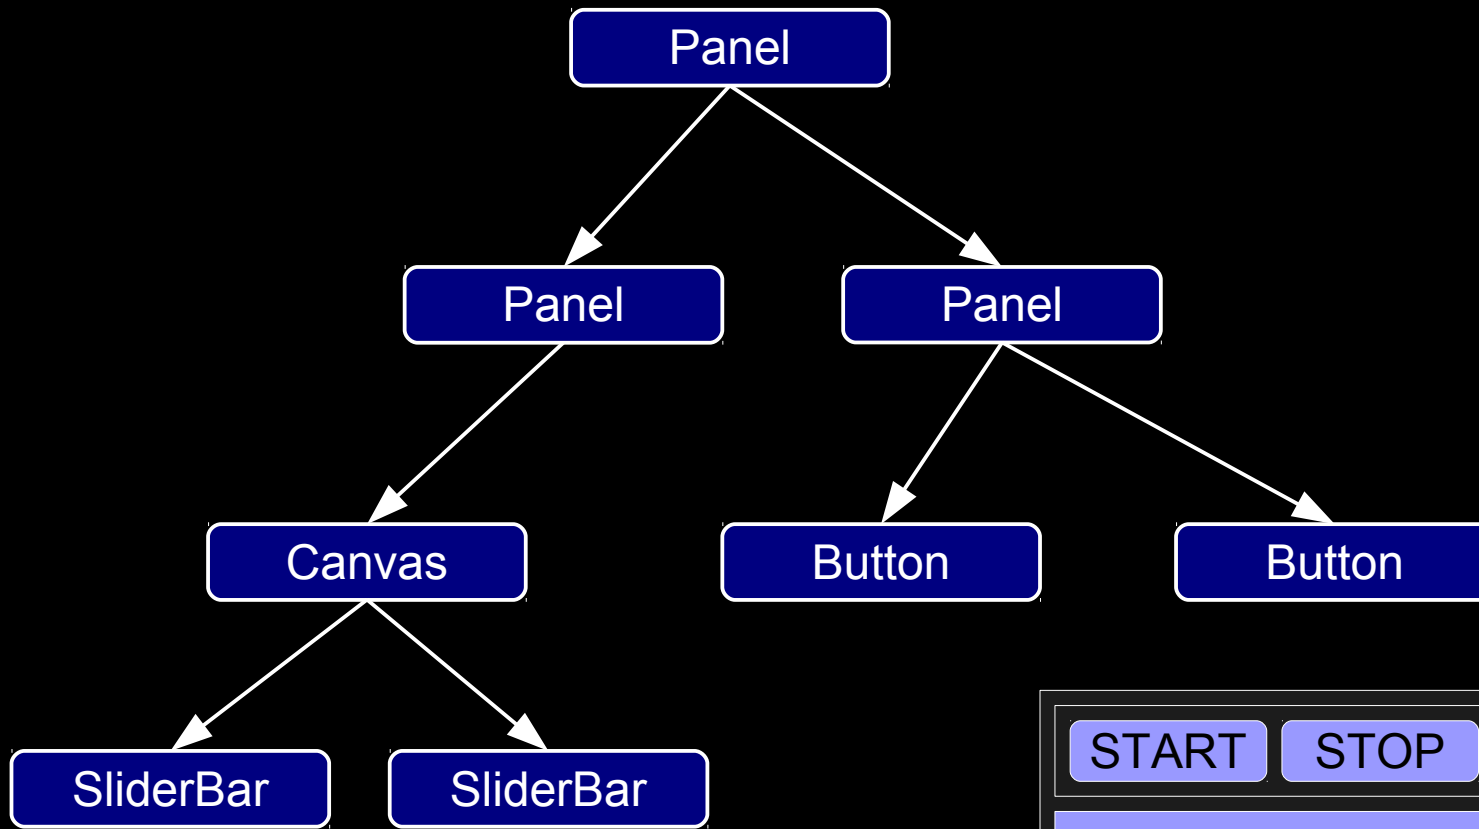 Panel
Panel
Panel
Canvas
Button
Button
SliderBar
SliderBar
START
STOP